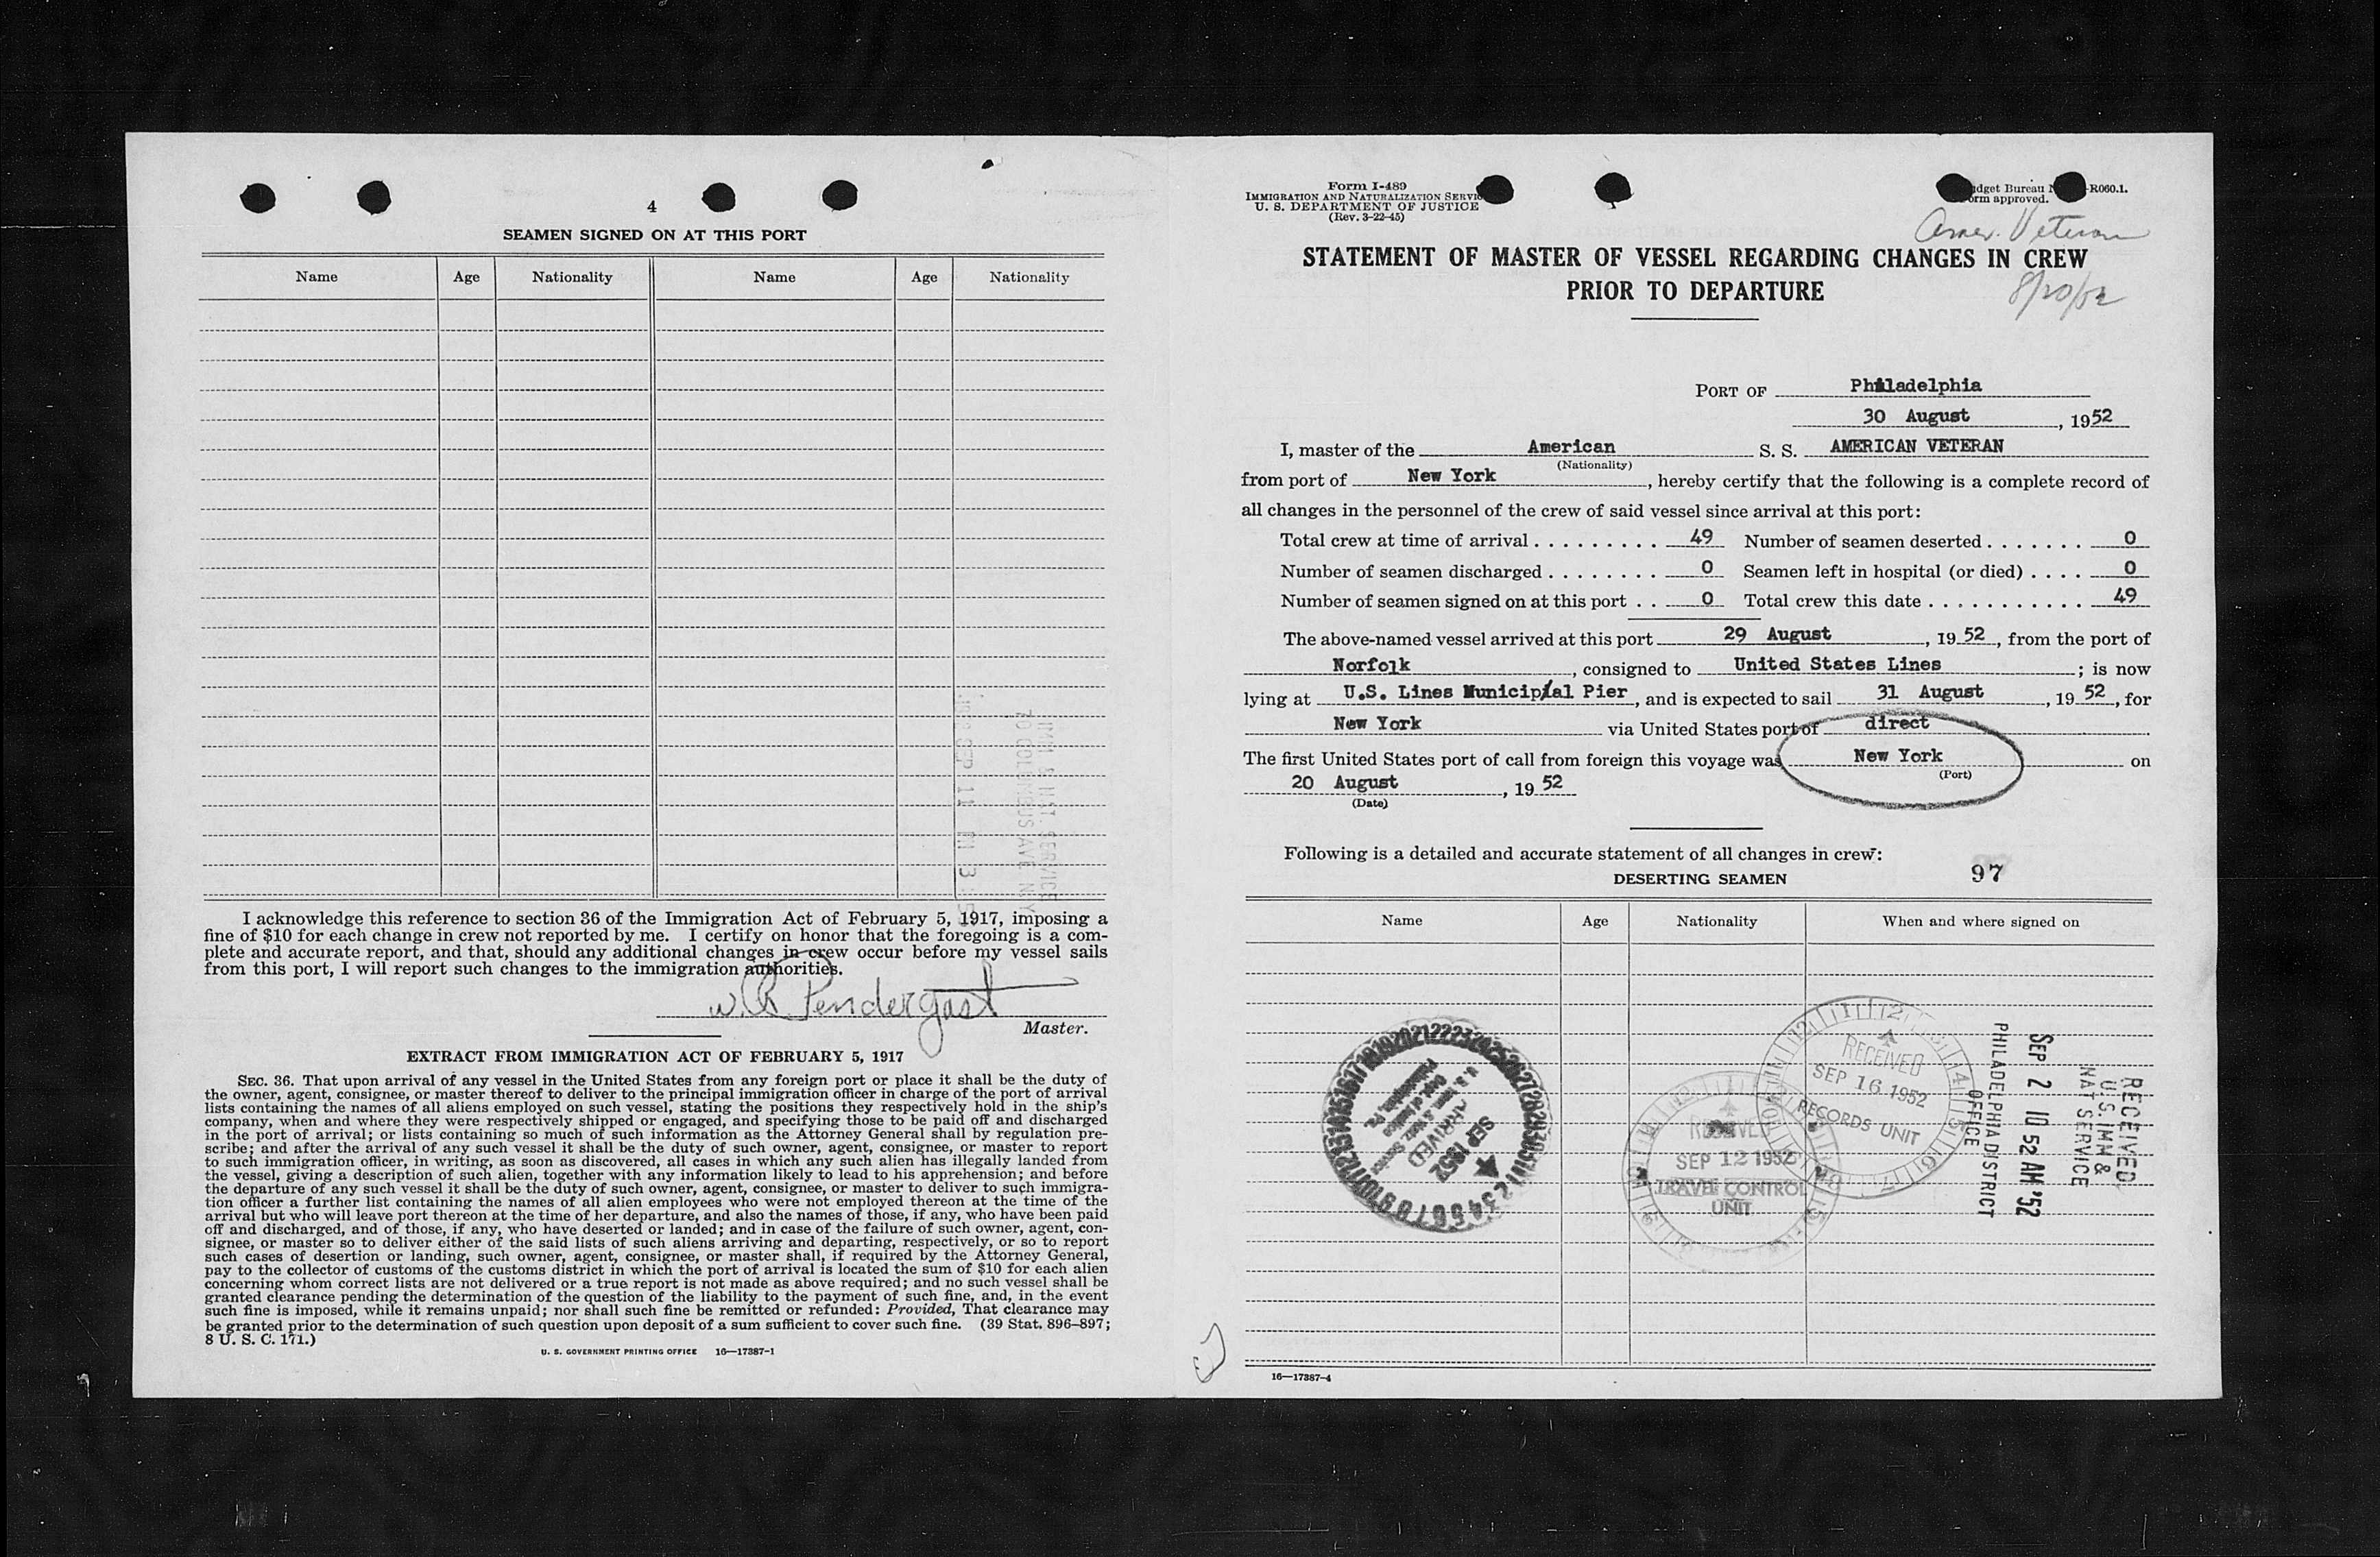 4
SEAMEN SIGNED ON AT THIS PORT
Name Age Nationality Name Age Nationality
IMM. & NAT. SERVICE
70 COLUMBUS AVE. N.Y.
SEP 11 PM 3
I acknowledge this reference to section 36 of the Immigration Act of February 5, 1917, imposing a
fine of $10 for each change in crew not reported by me. I certify on honor that the foregoing is a com-
plete and accurate report, and that, should any additional changes in crew occur before my vessel sails
from this port, I will report such changes to the immigration authorities.
W.R. Pendergast
Master.
EXTRACT FROM IMMIGRATION ACT OF FEBRUARY 5, 1917
SEC. 36. That upon arrival of any vessel in the United States from any foreign port or place it shall be the duty of
the owner, agent, consignee, or master thereof to deliver to the principal immigration officer in charge of the port of arrival
lists containing the names of all aliens employed on such vessel, stating the positions they respectively hold in the ship's
company, when and where they were respectively shipped or engaged, and specifying those to be paid off and discharged
in the port of arrival; or lists containing so much of such information as the Attorney General shall by regulation pre-
scribe; and after the arrival of any such vessel it shall be the duty of such owner, agent, consignee, or master to report
to such immigration officer, in writing, as soon as discovered, all cases in which any such alien has illegally landed from
the vessel, giving a description of such alien, together with any information likely to lead to his apprehension; and before
the departure of any such vessel it shall be the duty of such owner, agent, consignee, or master to deliver to such immigra-
tion officer a further list containing the names of all alien employees who were not employed thereon at the time of the
arrival but who will leave port thereon at the time of her departure, and also the names of those, if any, who have been paid
off and discharged, and of those, if any, who have deserted or landed; and in case of the failure of such owner, agent, con-
signee, or master so to deliver either of the said lists of such aliens arriving and departing, respectively, or so to report
such cases of desertion or landing, such owner, agent, consignee, or master shall, if required by the Attorney General,
pay to the collector of customs of the customs district in which the port of arrival is located the sum of $10 for each alien
concerning whom correct lists are not delivered or a true report is not made as above required; and no such vessel shall be
granted clearance pending the determination of the question of the liability to the payment of such fine, and, in the event
such fine is imposed, while it remains unpaid; nor shall such fine be remitted or refunded: Provided, That clearance may
be granted prior to the determination of such question upon deposit of a sum sufficient to cover such fine. (39 Stat. 896–897;
8 U. S. C. 171.)
U. S. GOVERNMENT PRINTING OFFICE 16—17387-1
Form I-489
IMMIGRATION AND NATURALIZATION SERVIC
U. S. DEPARTMENT OF JUSTICE
(Rev. 3-22-45)
dget Bureau -R060.1.
orm approved.
Amer. Veteran
8/20/52
STATEMENT OF MASTER OF VESSEL REGARDING CHANGES IN CREW
PRIOR TO DEPARTURE
PORT OF Philadelphia
30 August, 1952
I, master of the American S. S. AMERICAN VETERAN
(Nationality)
from port of New York, hereby certify that the following is a complete record of
all changes in the personnel of the crew of said vessel since arrival at this port:
Total crew at time of arrival 49 Number of seamen deserted 0
Number of seamen discharged 0 Seamen left in hospital (or died) 0
Number of seamen signed on at this port 0 Total crew this date 49
The above-named vessel arrived at this port 29 August, 1952, from the port of
Norfolk, consigned to United States Lines; is now
lying at U.S. Lines Municipal Pier, and is expected to sail 31 August, 1952, for
New York via United States port of direct
The first United States port of call from foreign this voyage was New York on
(Port)
20 August, 1952
(Date)
Following is a detailed and accurate statement of all changes in crew:
97
DESERTING SEAMEN
Name Age Nationality When and where signed on
ARRIVED
SEP 1 1952
RECEIVED
SEP 12 1952
TRAVEL CONTROL
UNIT
RECEIVED
SEP 16 1952
RECORDS UNIT
RECEIVED
U.S. IMM &
NAT SERVICE
SEP 2 10 52 AM '52
PHILADELPHIA DISTRICT
OFFICE
16—17387-4